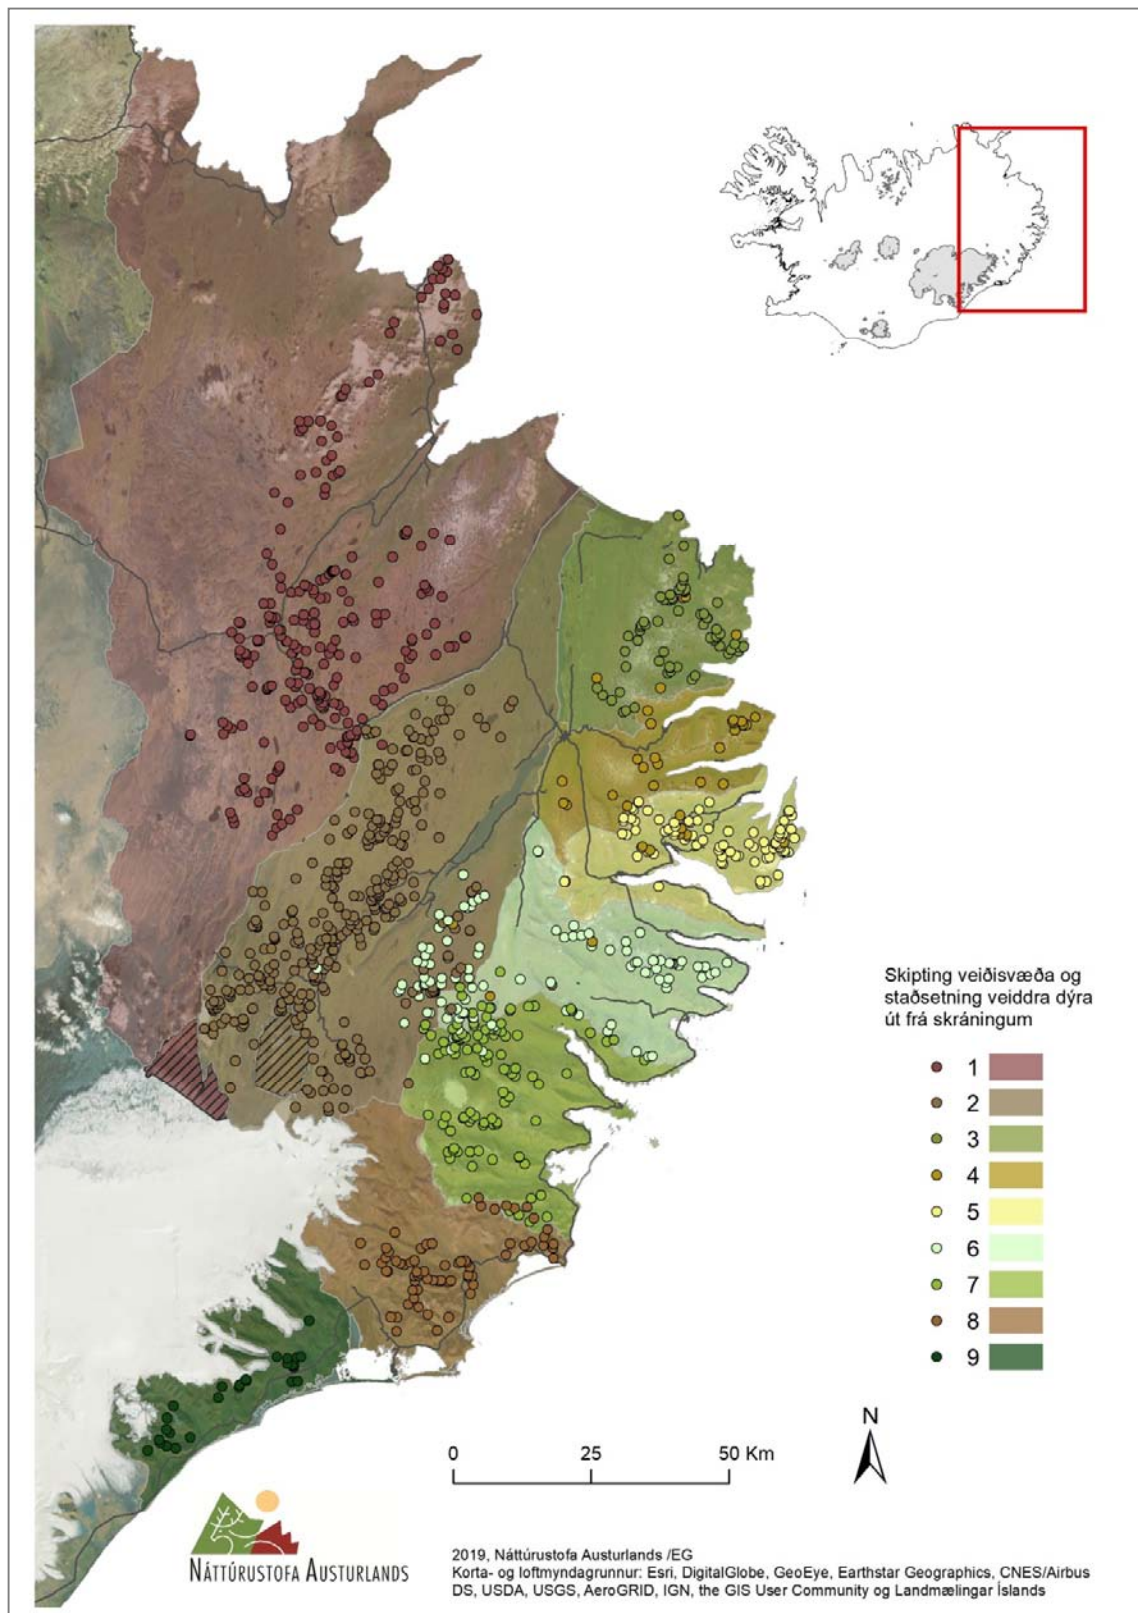 Skipting veiðisvæða og
staðsetning veiddra dýra
út frá skráningum
1
2
3
4
5
6
7
8
9
N
0 25 50 Km
NÁTTÚRUSTOFA AUSTURLANDS
2019, Náttúrustofa Austurlands /EG
Korta- og loftmyndagrunnur: Esri, DigitalGlobe, GeoEye, Earthstar Geographics, CNES/Airbus
DS, USDA, USGS, AeroGRID, IGN, the GIS User Community og Landmælingar Íslands